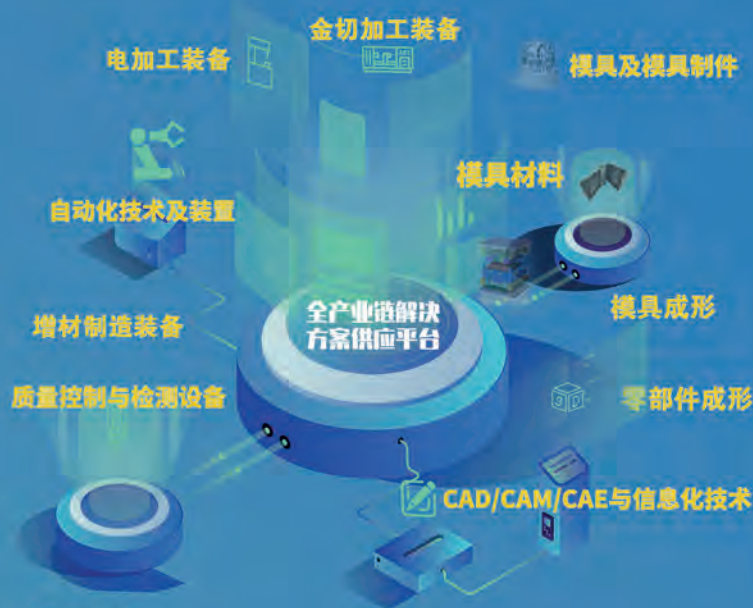 金切加工装备
电加工装备
模具及模具制件
模具材料
自动化技术及装置
全产业链解决
方案供应平台
模具成形
增材制造装备
质量控制与检测设备
零部件成形
CAD/CAM/CAE与信息化技术